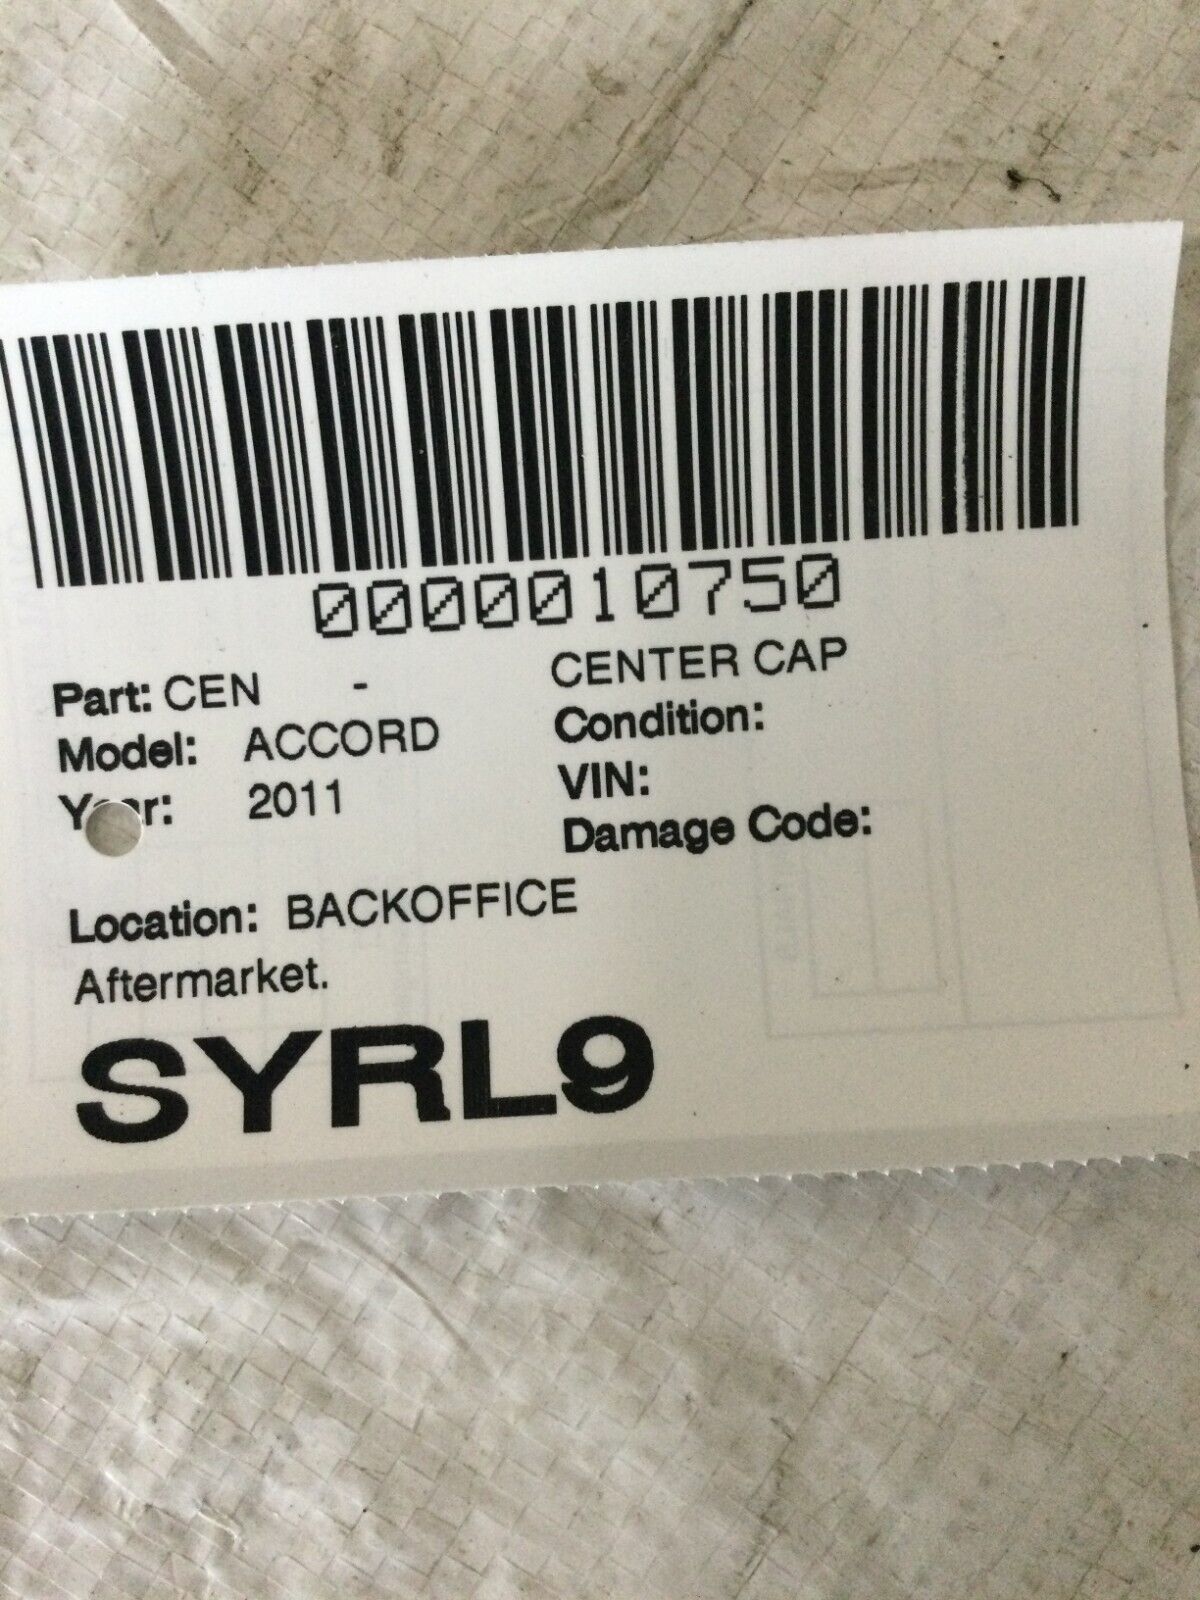 0000010750
Part: CEN - CENTER CAP
Model: ACCORD Condition:
2011 VIN:
Damage Code:
Location: BACKOFFICE
Aftermarket.
SYRL9